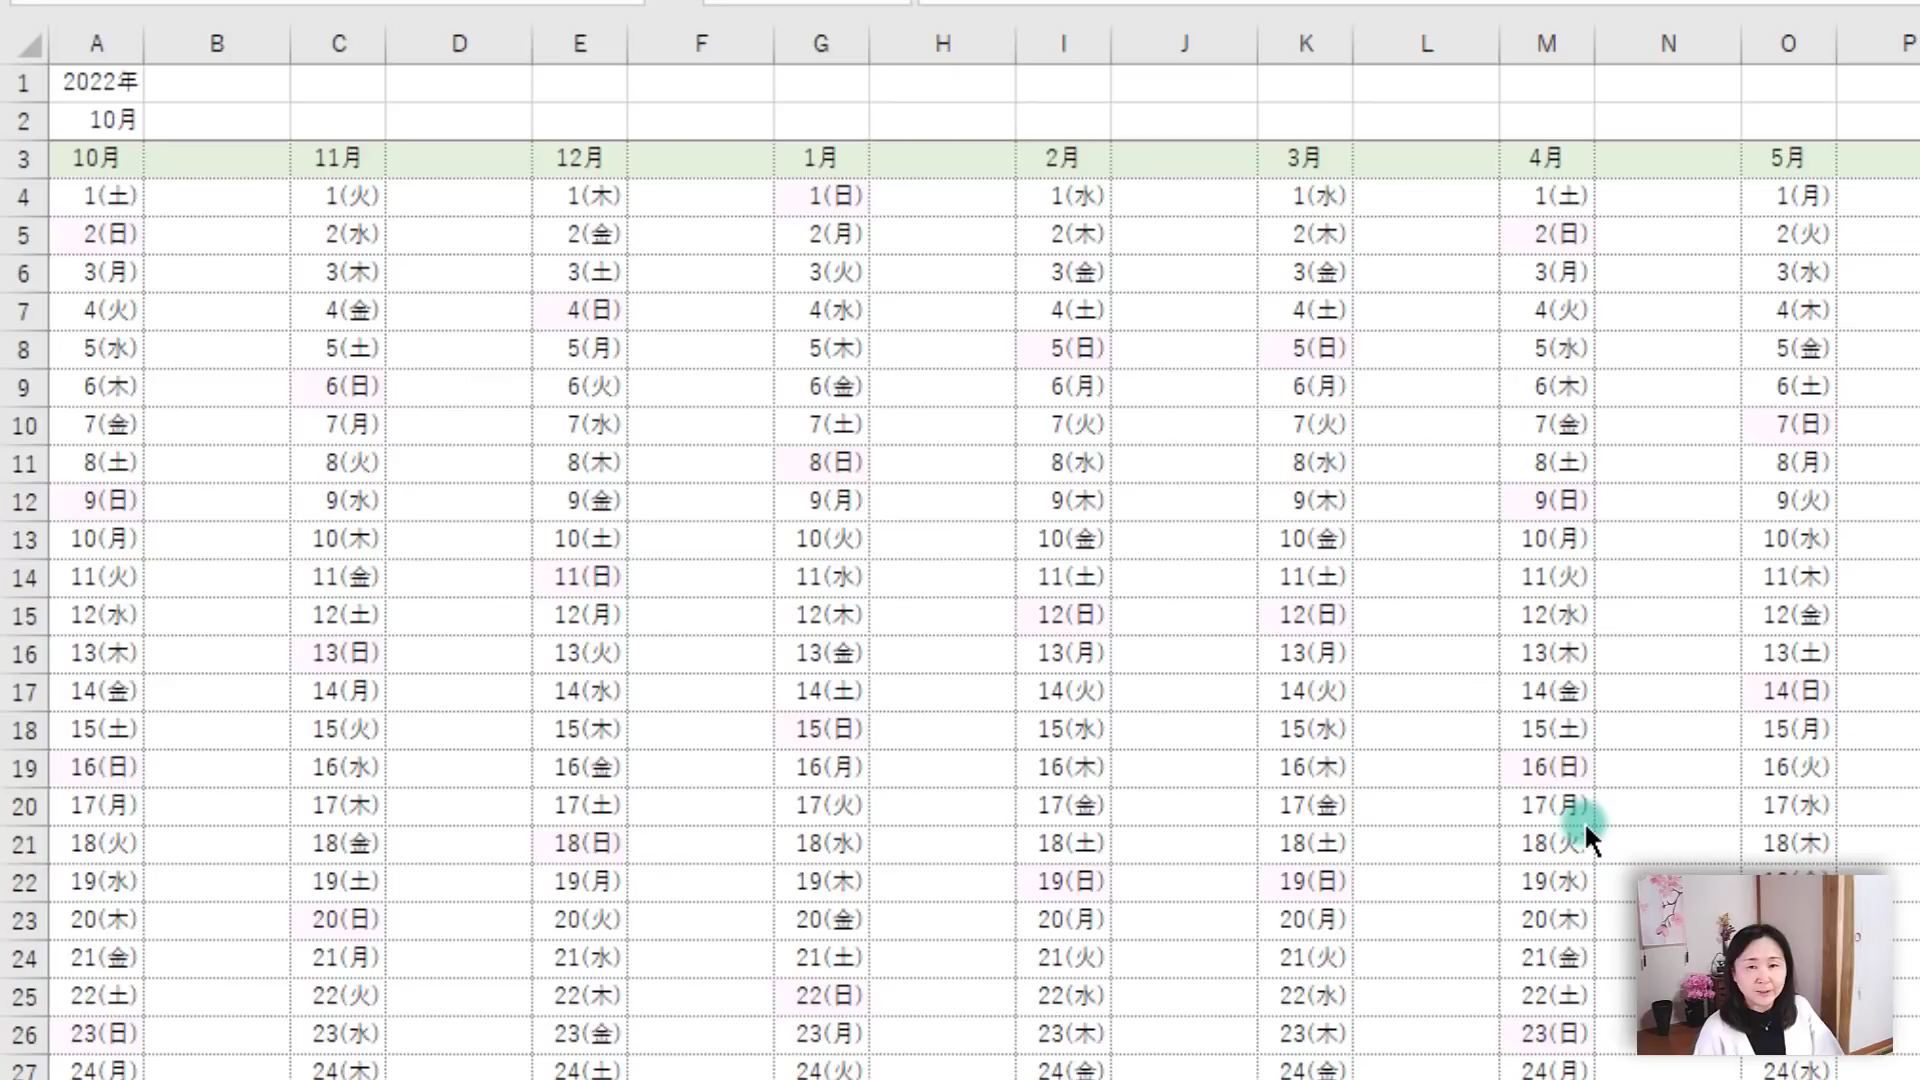 A B C D E F G H I J K L M N O P
1 2022年
2 10月
3 10月 11月 12月 1月 2月 3月 4月 5月
4 1(土) 1(火) 1(木) 1(日) 1(水) 1(水) 1(土) 1(月)
5 2(日) 2(水) 2(金) 2(月) 2(木) 2(木) 2(日) 2(火)
6 3(月) 3(木) 3(土) 3(火) 3(金) 3(金) 3(月) 3(水)
7 4(火) 4(金) 4(日) 4(水) 4(土) 4(土) 4(火) 4(木)
8 5(水) 5(土) 5(月) 5(木) 5(日) 5(日) 5(水) 5(金)
9 6(木) 6(日) 6(火) 6(金) 6(月) 6(月) 6(木) 6(土)
10 7(金) 7(月) 7(水) 7(土) 7(火) 7(火) 7(金) 7(日)
11 8(土) 8(火) 8(木) 8(日) 8(水) 8(水) 8(土) 8(月)
12 9(日) 9(水) 9(金) 9(月) 9(木) 9(木) 9(日) 9(火)
13 10(月) 10(木) 10(土) 10(火) 10(金) 10(金) 10(月) 10(水)
14 11(火) 11(金) 11(日) 11(水) 11(土) 11(土) 11(火) 11(木)
15 12(水) 12(土) 12(月) 12(木) 12(日) 12(日) 12(水) 12(金)
16 13(木) 13(日) 13(火) 13(金) 13(月) 13(月) 13(木) 13(土)
17 14(金) 14(月) 14(水) 14(土) 14(火) 14(火) 14(金) 14(日)
18 15(土) 15(火) 15(木) 15(日) 15(水) 15(水) 15(土) 15(月)
19 16(日) 16(水) 16(金) 16(月) 16(木) 16(木) 16(日) 16(火)
20 17(月) 17(木) 17(土) 17(火) 17(金) 17(金) 17(月) 17(水)
21 18(火) 18(金) 18(日) 18(水) 18(土) 18(土) 18(火) 18(木)
22 19(水) 19(土) 19(月) 19(木) 19(日) 19(日) 19(水)
23 20(木) 20(日) 20(火) 20(金) 20(月) 20(月) 20(木)
24 21(金) 21(月) 21(水) 21(土) 21(火) 21(火) 21(金)
25 22(土) 22(火) 22(木) 22(日) 22(水) 22(水) 22(土)
26 23(日) 23(水) 23(金) 23(月) 23(木) 23(木) 23(日)
27 24(月) 24(木) 24(土) 24(火) 24(金) 24(金) 24(月) 24(水)